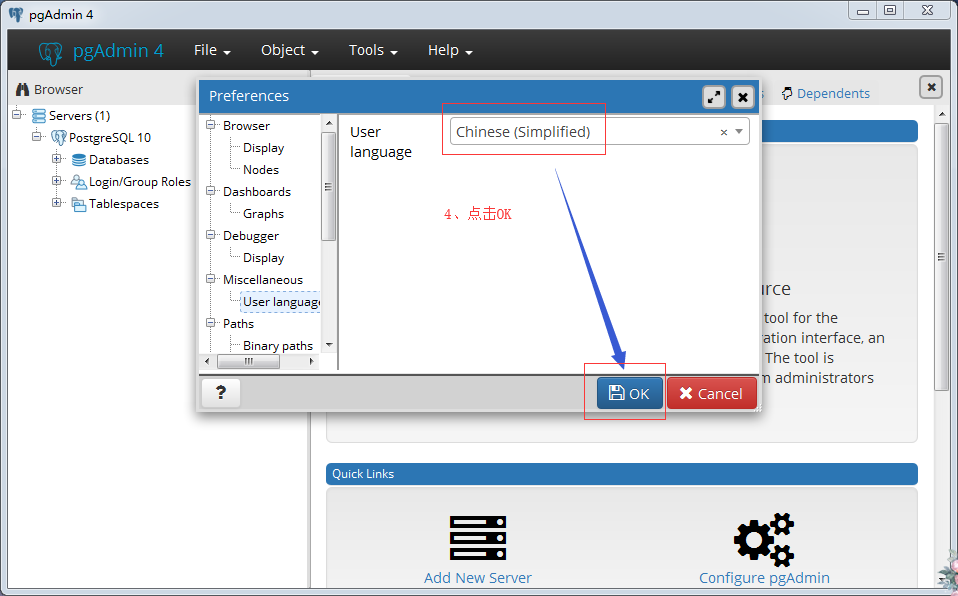 pgAdmin 4
pgAdmin 4 File Object Tools Help
Browser
Dependents
Servers (1)
PostgreSQL 10
Databases
Login/Group Roles
Tablespaces
Preferences
Browser
Display
Nodes
Dashboards
Graphs
Debugger
Display
Miscellaneous
User language
Paths
Binary paths
User
language
Chinese (Simplified)
4、点击OK
? OK Cancel
tool for the
interface, an
The tool is
administrators
Quick Links
Add New Server
Configure pgAdmin